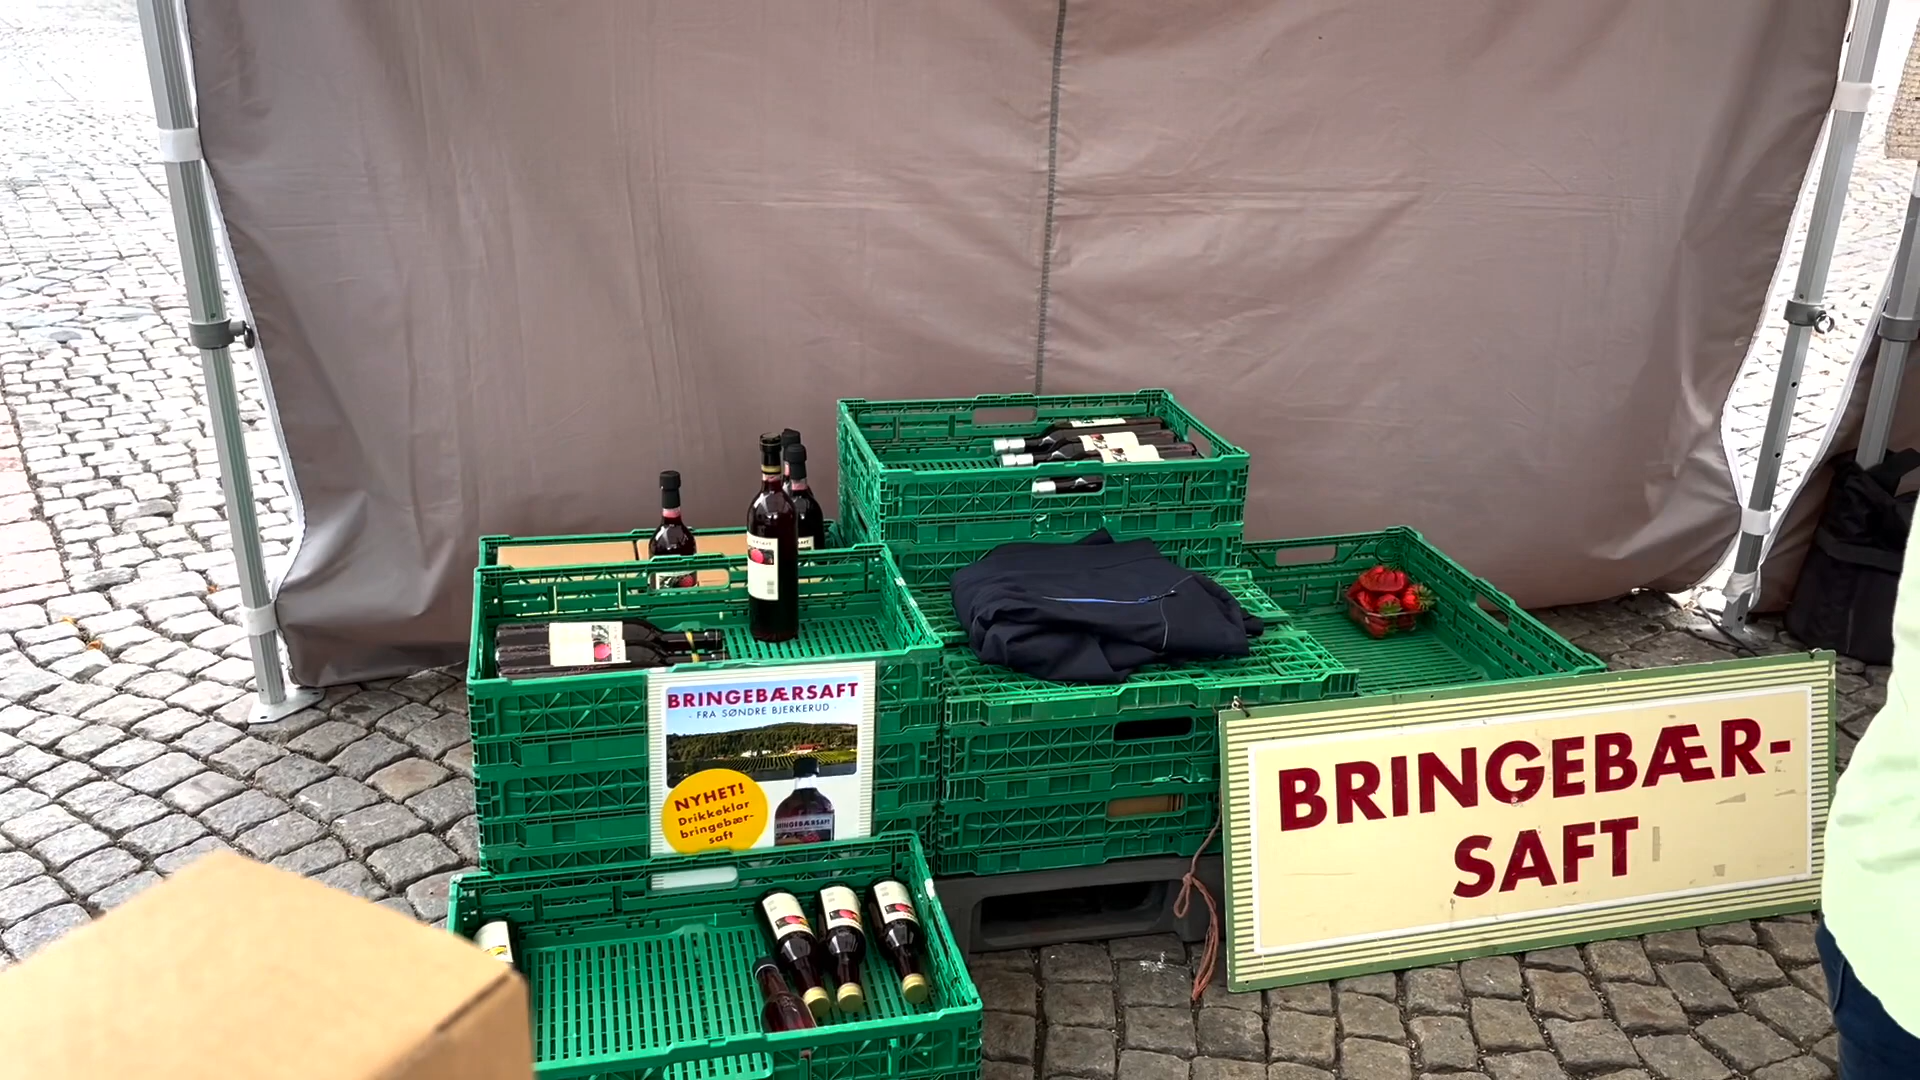 BRINGEBÆRSAFT
- FRA SØNDRE BJERKERUD -
NYHET!
Drikkeklar
bringebær-
saft
BRINGEBÆRSAFT
BRINGEBÆR-
SAFT